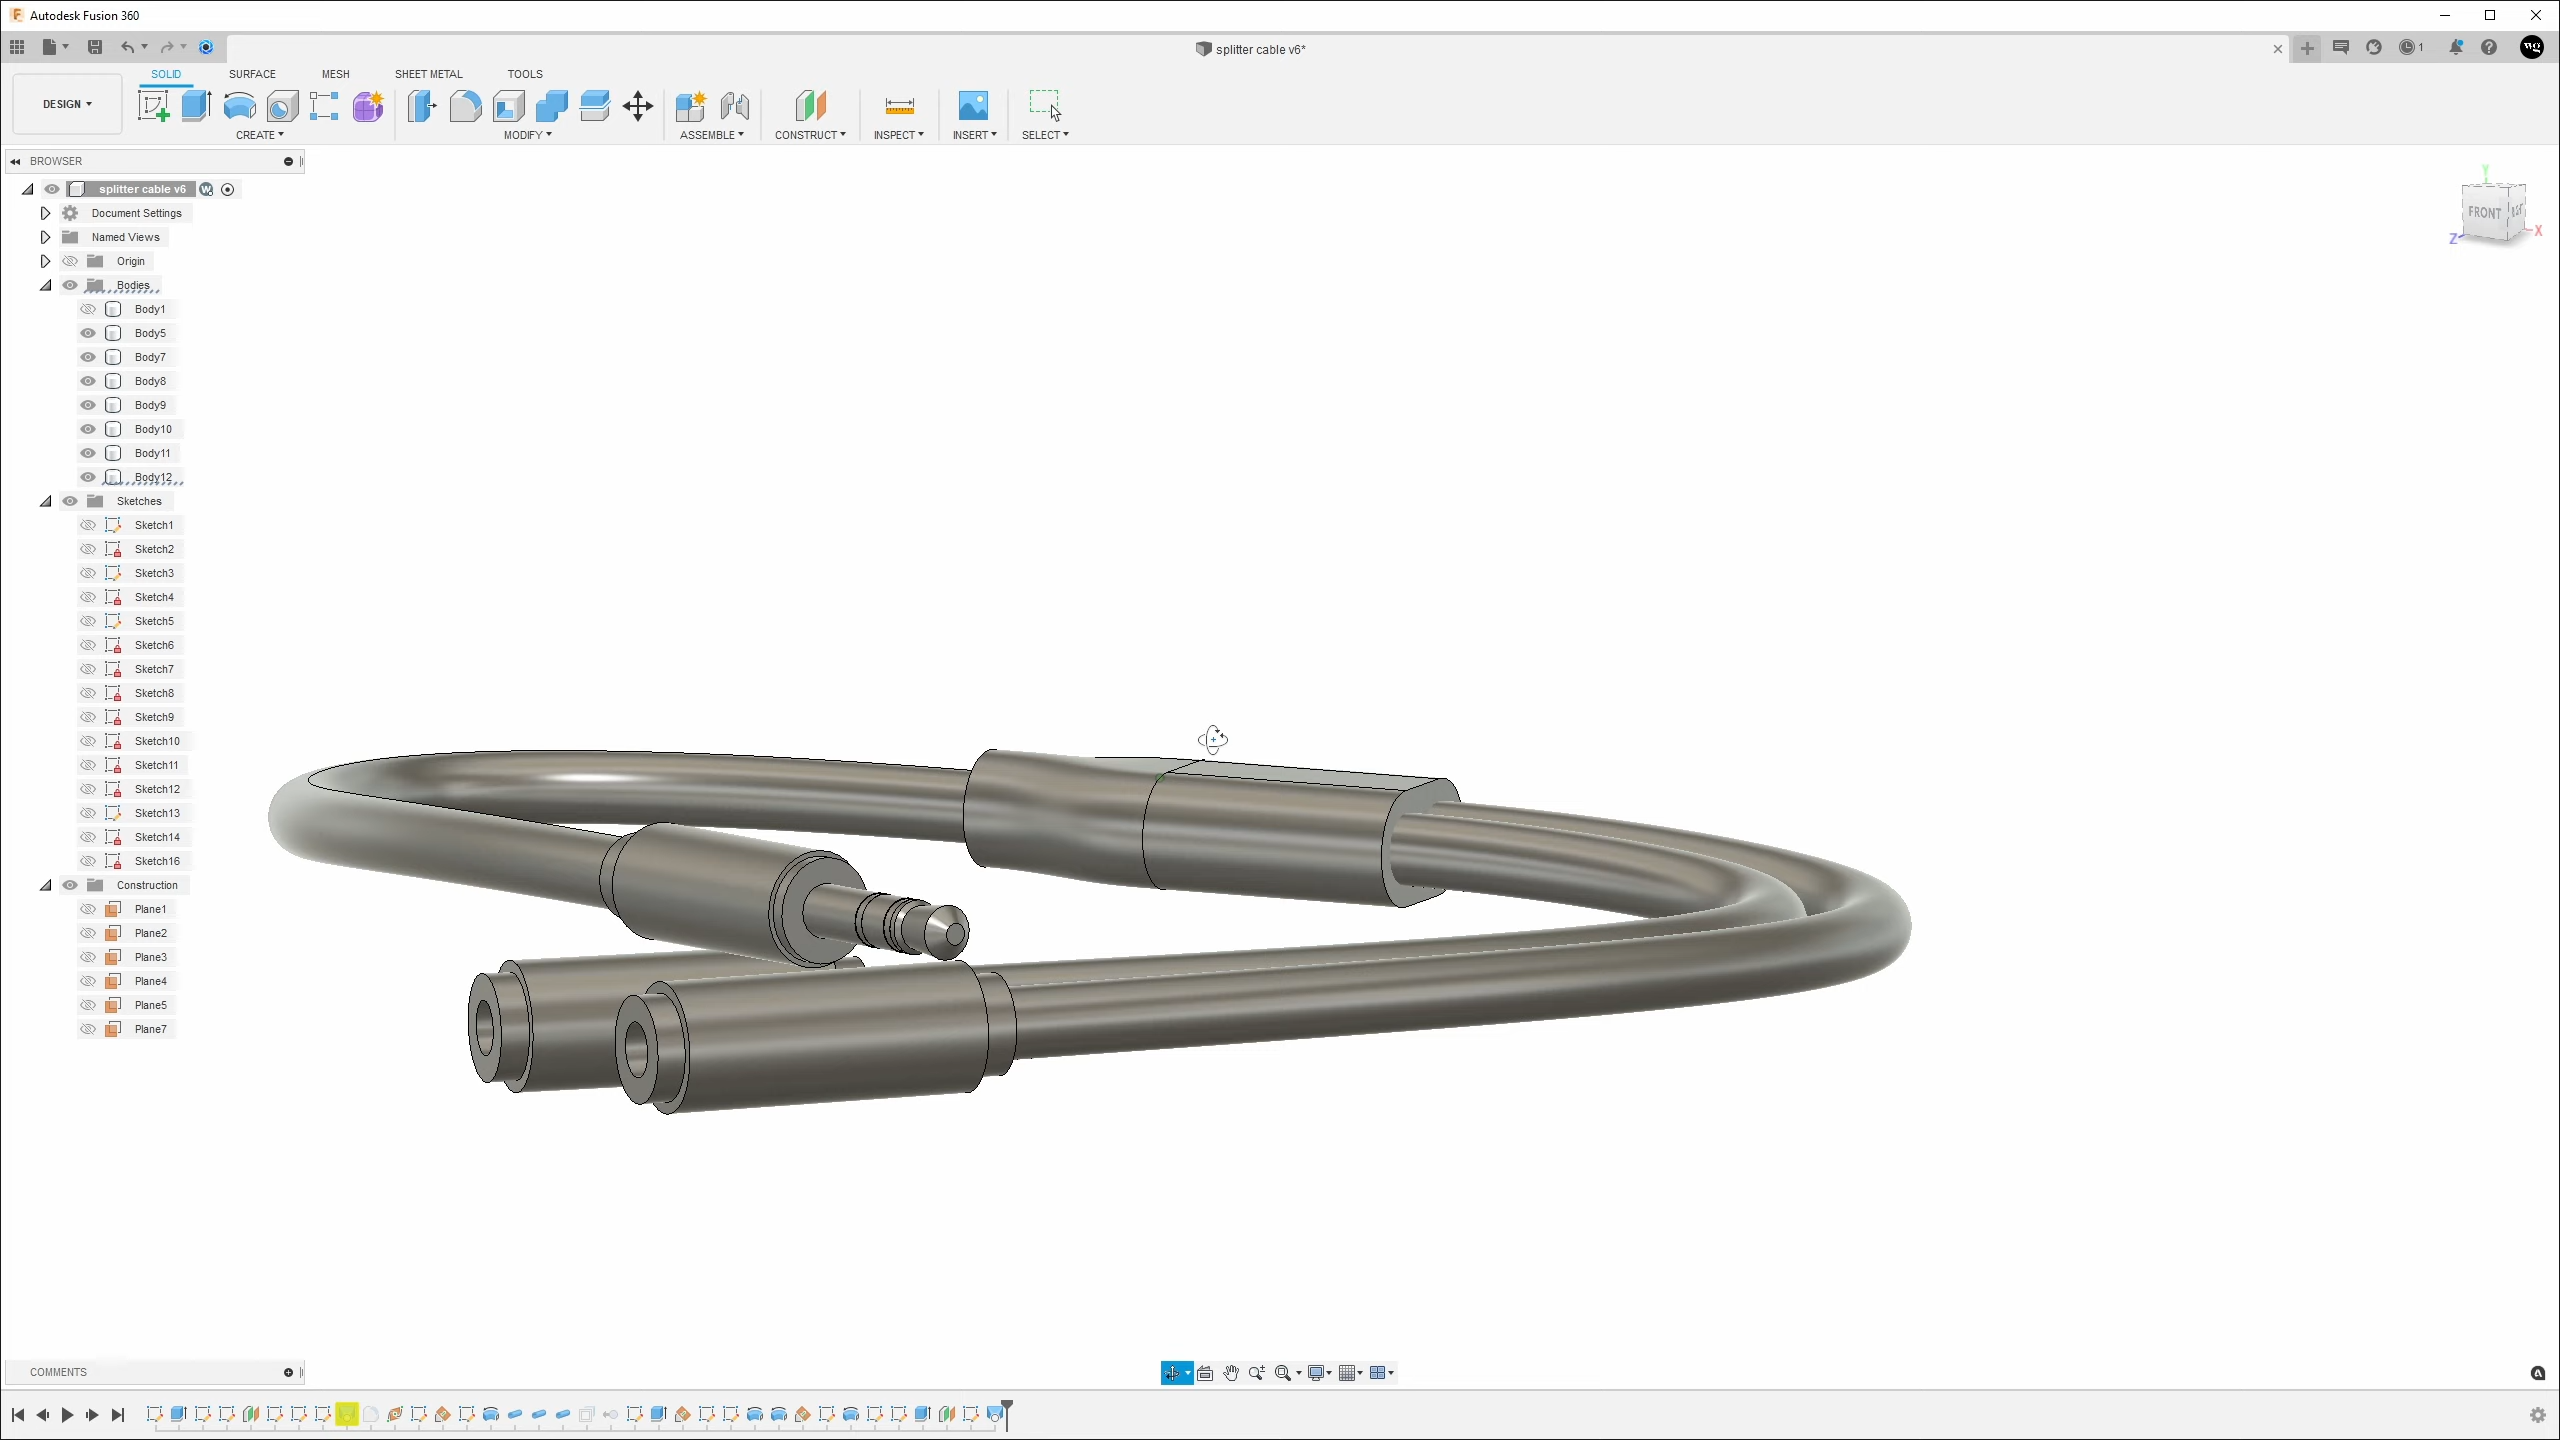 Autodesk Fusion 360
splitter cable v6*
1
DESIGN
SOLID SURFACE MESH SHEET METAL TOOLS
CREATE MODIFY ASSEMBLE CONSTRUCT INSPECT INSERT SELECT
BROWSER
splitter cable v6
Document Settings
Named Views
Origin
Bodies
Body1
Body5
Body7
Body8
Body9
Body10
Body11
Body12
Sketches
Sketch1
Sketch2
Sketch3
Sketch4
Sketch5
Sketch6
Sketch7
Sketch8
Sketch9
Sketch10
Sketch11
Sketch12
Sketch13
Sketch14
Sketch16
Construction
Plane1
Plane2
Plane3
Plane4
Plane5
Plane7
Y
FRONT
Z
X
COMMENTS